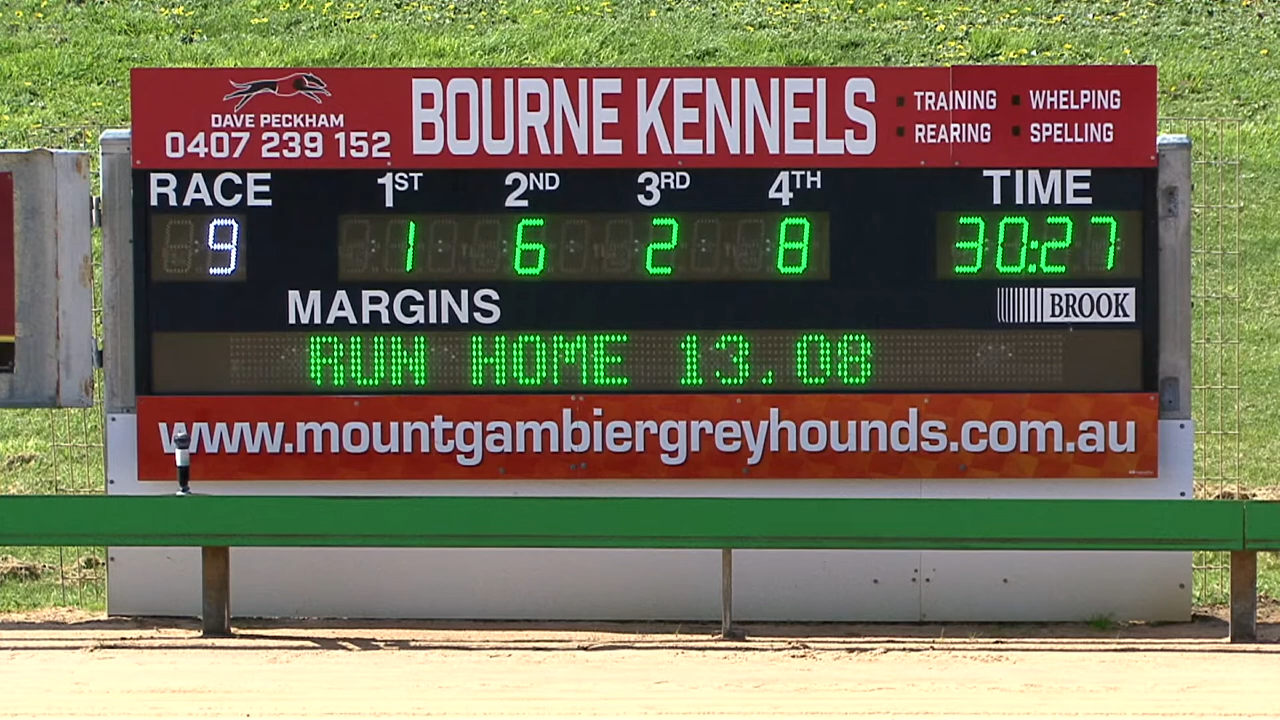 BOURNE KENNELS
DAVE PECKHAM
0407 239 152
TRAINING WHELPING
REARING SPELLING
RACE 1ST 2ND 3RD 4TH TIME
9 1 6 2 8 30:27
MARGINS BROOK
RUN HOME 13.08
www.mountgambiergreyhounds.com.au